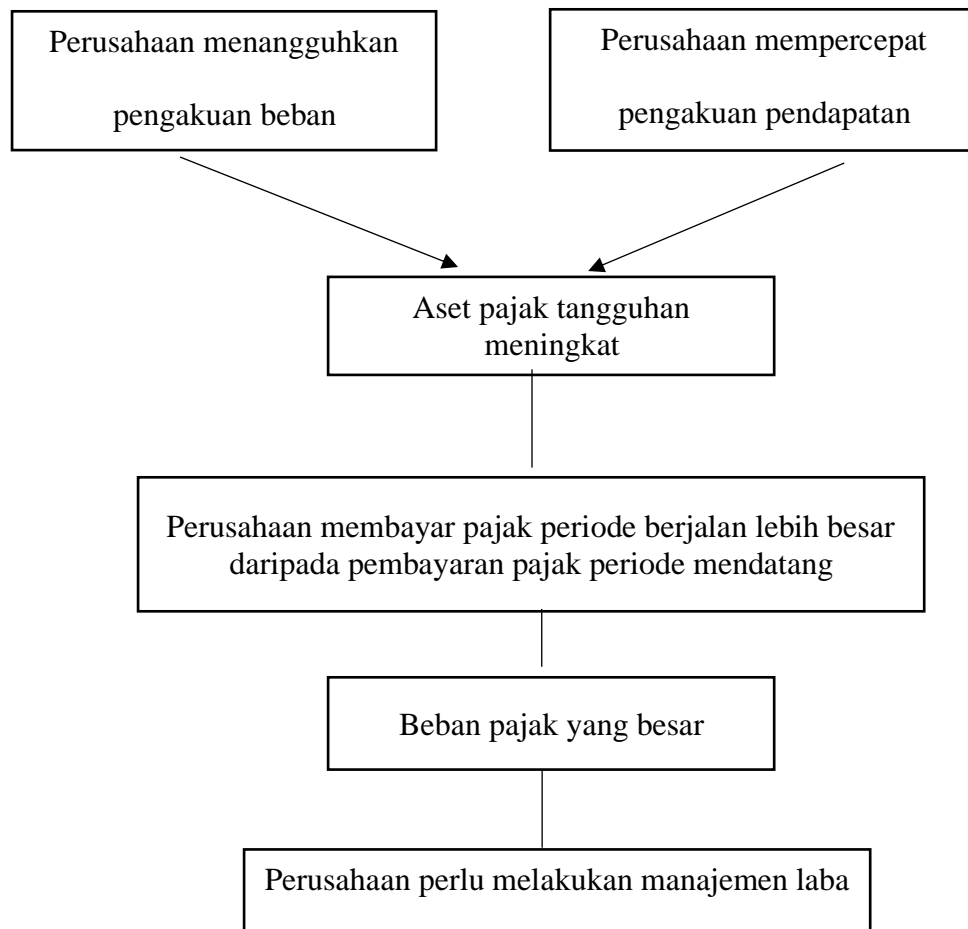 Perusahaan menangguhkan
pengakuan beban
Perusahaan mempercepat
pengakuan pendapatan
Aset pajak tangguhan
meningkat
Perusahaan membayar pajak periode berjalan lebih besar
daripada pembayaran pajak periode mendatang
Beban pajak yang besar
Perusahaan perlu melakukan manajemen laba